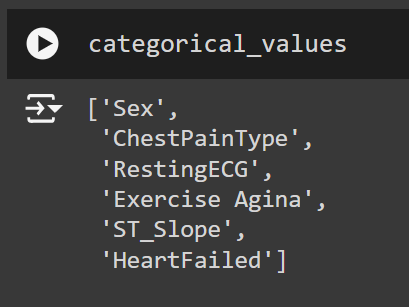 categorical_values
['Sex',
'ChestPainType',
'RestingECG',
'Exercise Agina',
'ST_Slope',
'HeartFailed']